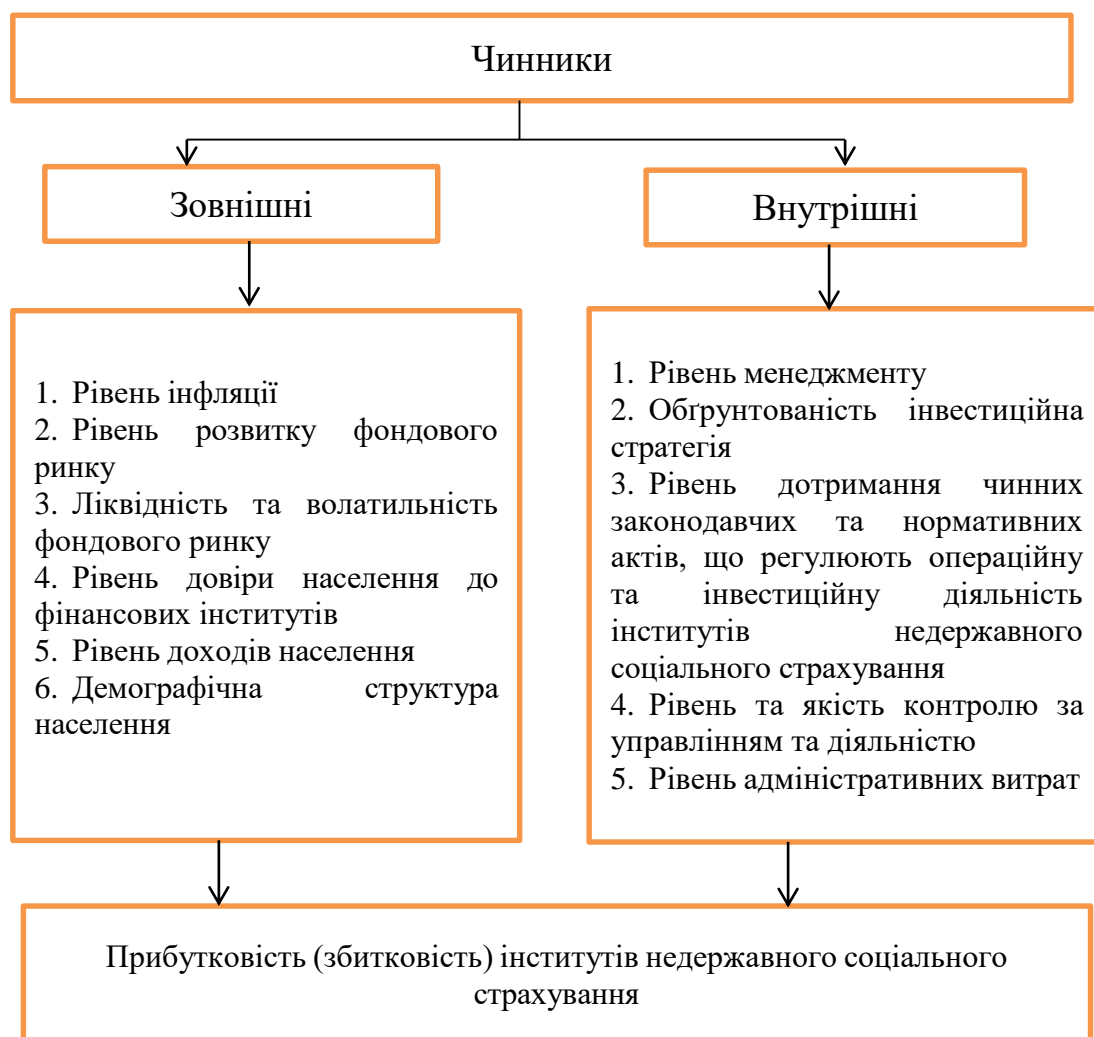 Чинники
Зовнішні
Внутрішні
1. Рівень інфляції
2. Рівень розвитку фондового
ринку
3. Ліквідність та волатильність
фондового ринку
4. Рівень довіри населення до
фінансових інститутів
5. Рівень доходів населення
6. Демографічна структура
населення
1. Рівень менеджменту
2. Обґрунтованість інвестиційна
стратегія
3. Рівень дотримання чинних
законодавчих та нормативних
актів, що регулюють операційну
та інвестиційну діяльність
інститутів недержавного
соціального страхування
4. Рівень та якість контролю за
управлінням та діяльністю
5. Рівень адміністративних витрат
Прибутковість (збитковість) інститутів недержавного соціального
страхування